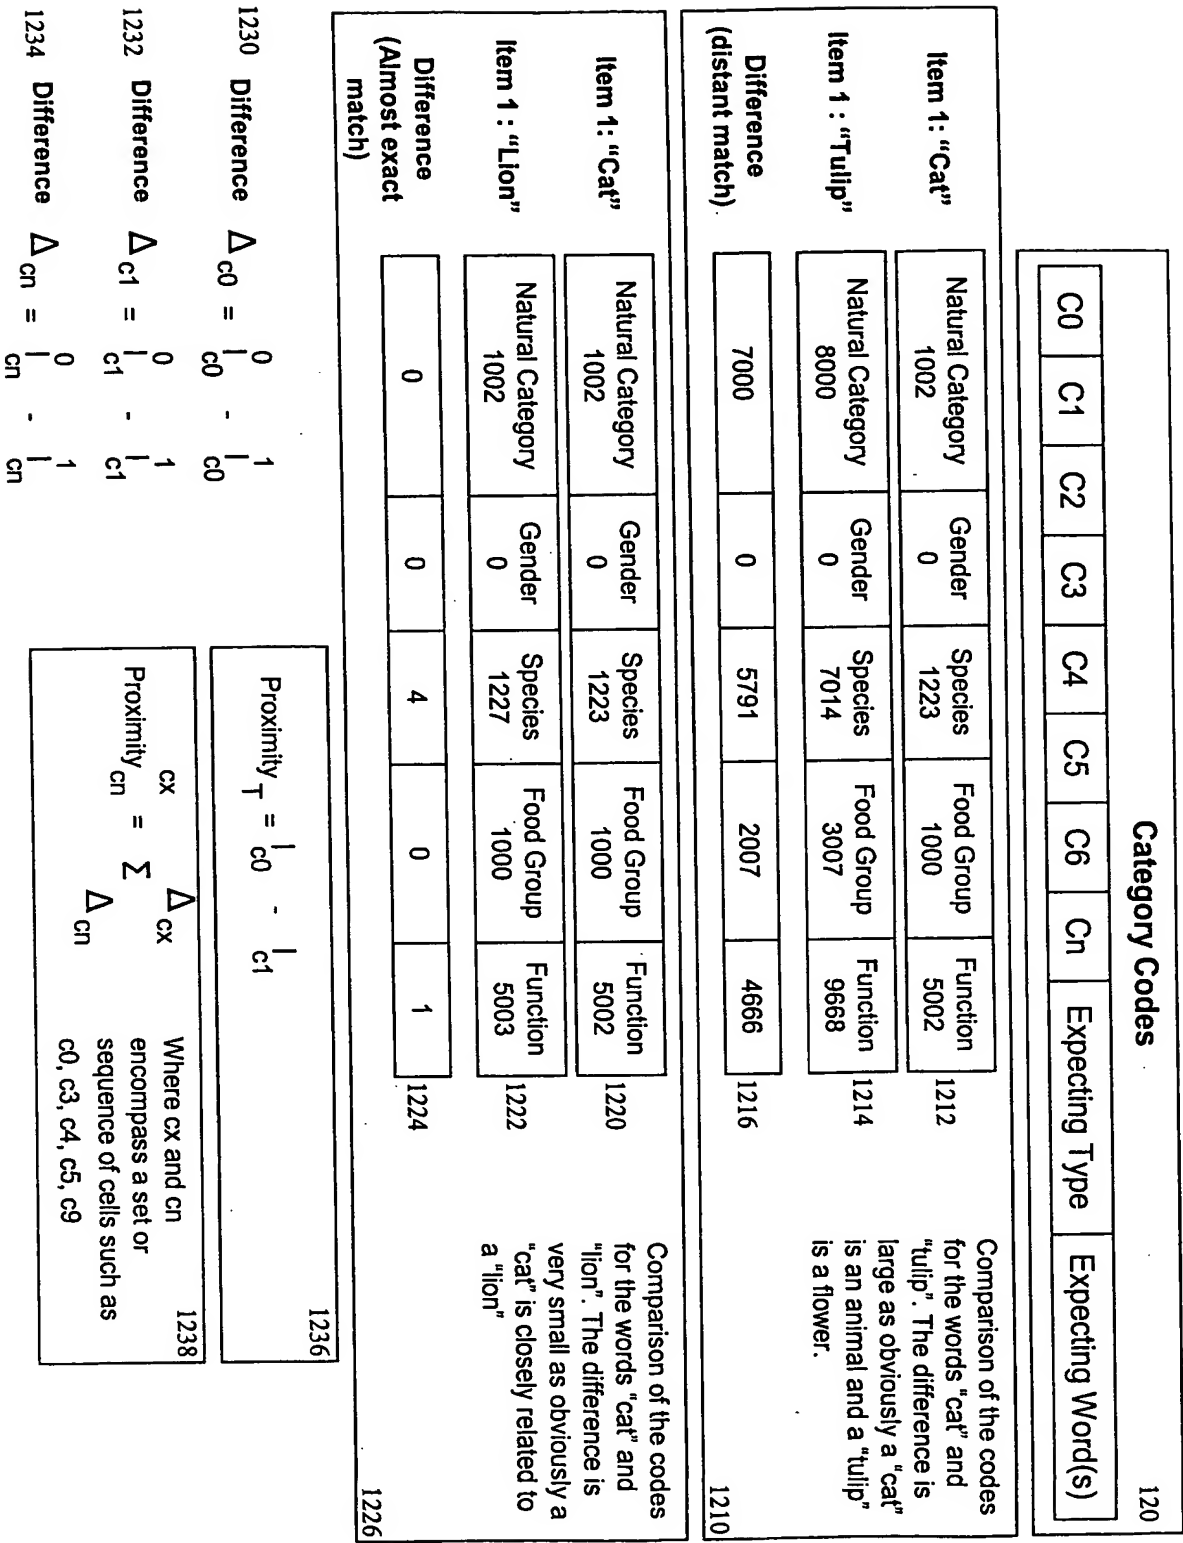 Category Codes
120
C0 C1 C2 C3 C4 C5 C6 Cn Expecting Type Expecting Word(s)
Item 1: "Cat"
Natural Category 1002
Gender 0
Species 1223
Food Group 1000
Function 5002
1212
Item 1 : "Tulip"
Natural Category 8000
Gender 0
Species 7014
Food Group 3007
Function 9668
1214
Difference
(distant match)
7000 0 5791 2007 4666
1216
Comparison of the codes
for the words "cat" and
"tulip". The difference is
large as obviously a "cat"
is an animal and a "tulip"
is a flower.
1210
Item 1: "Cat"
Natural Category 1002
Gender 0
Species 1223
Food Group 1000
Function 5002
1220
Item 1 : "Lion"
Natural Category 1002
Gender 0
Species 1227
Food Group 1000
Function 5003
1222
Difference
(Almost exact
match)
0 0 4 0 1
1224
Comparison of the codes
for the words "cat" and
"lion". The difference is
very small as obviously a
"cat" is closely related to
a "lion"
1226
1230 Difference Δ c0 = I 0 c0 - I 1 c0
1232 Difference Δ c1 = I 0 c1 - I 1 c1
1234 Difference Δ cn = I 0 cn - I 1 cn
Proximity T = I c0 - I c1
1236
Proximity cx cn = Σ Δ cx Δ cn
Where cx and cn
encompass a set or
sequence of cells such as
c0, c3, c4, c5, c9
1238